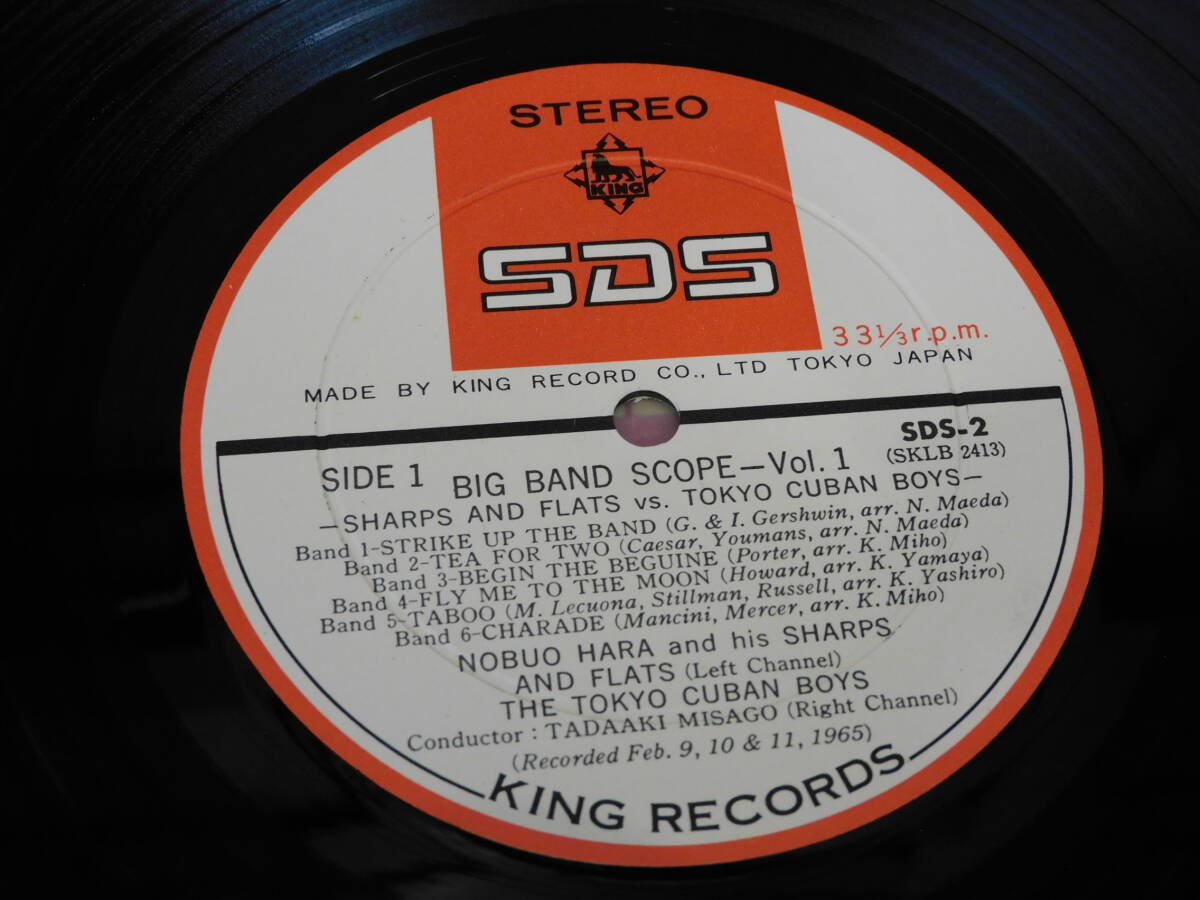 STEREO
KING
SDS
33 1/3 r.p.m.
MADE BY KING RECORD CO., LTD TOKYO JAPAN
SDS-2
SIDE 1 BIG BAND SCOPE—Vol. 1 (SKLB 2413)
—SHARPS AND FLATS vs. TOKYO CUBAN BOYS—
Band 1-STRIKE UP THE BAND (G. & I. Gershwin, arr. N. Maeda)
Band 2-TEA FOR TWO (Caesar, Youmans, arr. N. Maeda)
Band 3-BEGIN THE BEGUINE (Porter, arr. K. Miho)
Band 4-FLY ME TO THE MOON (Howard, arr. K. Yamaya)
Band 5-TABOO (M. Lecuona, Stillman, Russell, arr. K. Yashiro)
Band 6-CHARADE (Mancini, Mercer, arr. K. Miho)
NOBUO HARA and his SHARPS
AND FLATS (Left Channel)
THE TOKYO CUBAN BOYS
Conductor : TADAAKI MISAGO (Right Channel)
(Recorded Feb. 9, 10 & 11, 1965)
KING RECORDS